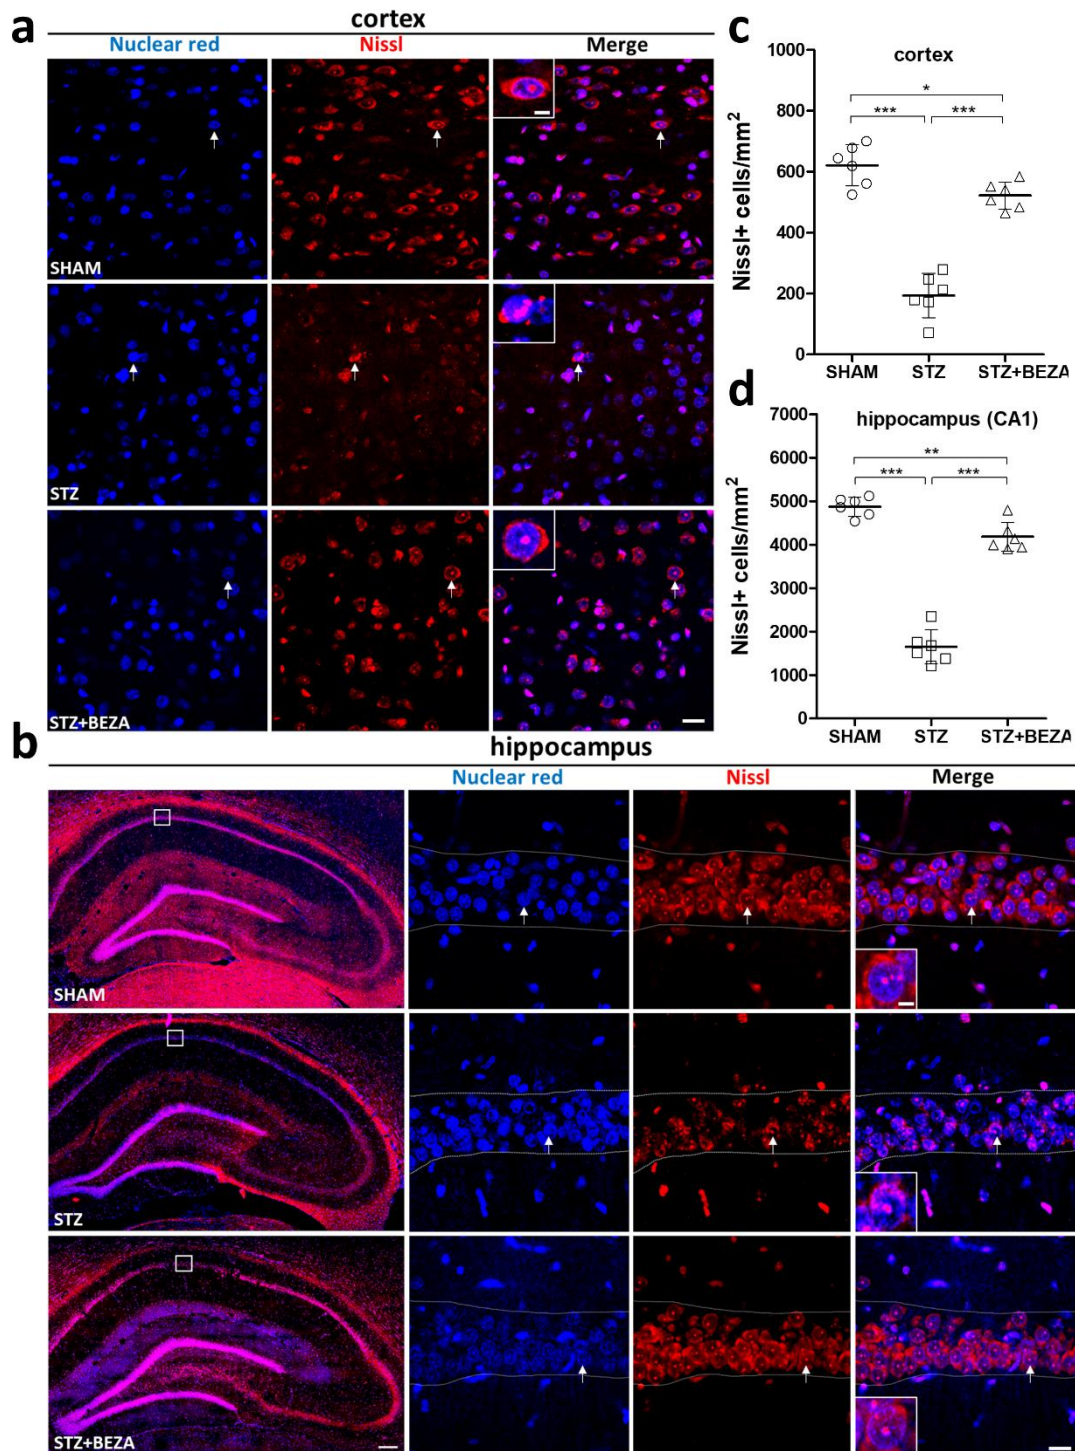 a
cortex
Nuclear red
Nissl
Merge
SHAM
STZ
STZ+BEZA
c
cortex
Nissl+ cells/mm²
1000
800
600
400
200
0
*
***
***
SHAM
STZ
STZ+BEZA
d
hippocampus (CA1)
Nissl+ cells/mm²
7000
6000
5000
4000
3000
2000
1000
0
**
***
***
SHAM
STZ
STZ+BEZA
b
hippocampus
Nuclear red
Nissl
Merge
SHAM
STZ
STZ+BEZA